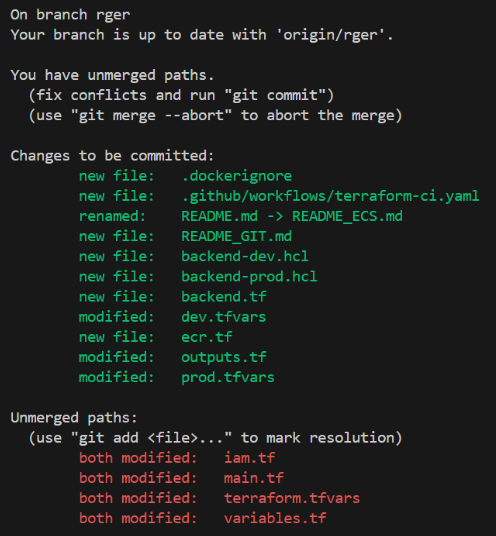 On branch rger
Your branch is up to date with 'origin/rger'.
You have unmerged paths.
(fix conflicts and run "git commit")
(use "git merge --abort" to abort the merge)
Changes to be committed:
new file: .dockerignore
new file: .github/workflows/terraform-ci.yaml
renamed: README.md -> README_ECS.md
new file: README_GIT.md
new file: backend-dev.hcl
new file: backend-prod.hcl
new file: backend.tf
modified: dev.tfvars
new file: ecr.tf
modified: outputs.tf
modified: prod.tfvars
Unmerged paths:
(use "git add <file>..." to mark resolution)
both modified: iam.tf
both modified: main.tf
both modified: terraform.tfvars
both modified: variables.tf